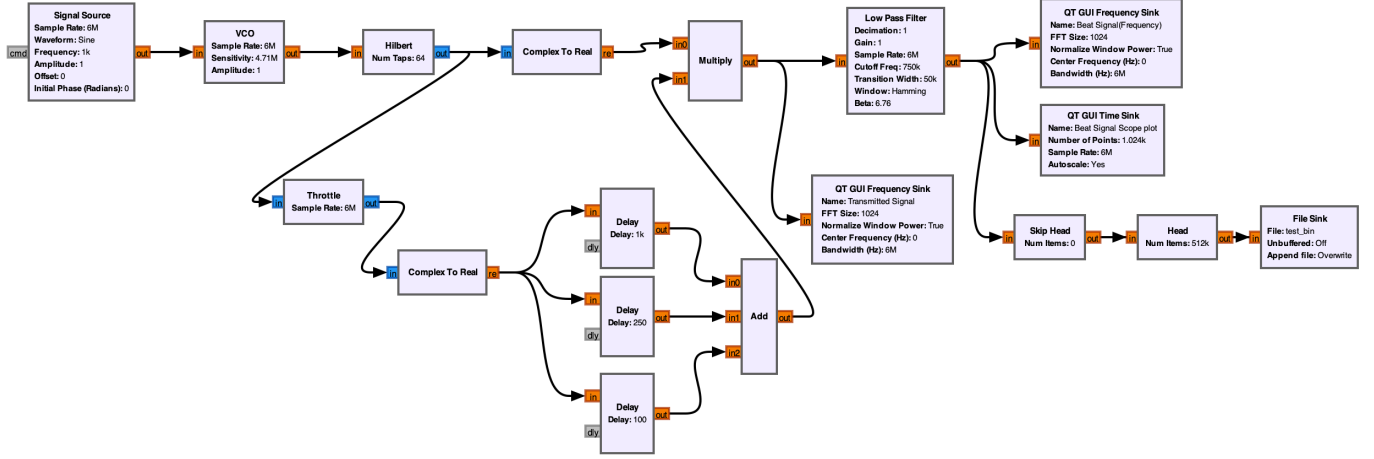 Signal Source
Sample Rate: 6M
Waveform: Sine
Frequency: 1k
Amplitude: 1
Offset: 0
Initial Phase (Radians): 0
cmd
out
in
VCO
Sample Rate: 6M
Sensitivity: 4.71M
Amplitude: 1
out
in
Hilbert
Num Taps: 64
out
in
Complex To Real
re
in0
in1
Multiply
out
in
Low Pass Filter
Decimation: 1
Gain: 1
Sample Rate: 6M
Cutoff Freq: 750k
Transition Width: 50k
Window: Hamming
Beta: 6.76
out
in
QT GUI Frequency Sink
Name: Beat Signal(Frequency)
FFT Size: 1024
Normalize Window Power: True
Center Frequency (Hz): 0
Bandwidth (Hz): 6M
in
QT GUI Time Sink
Name: Beat Signal Scope plot
Number of Points: 1.024k
Sample Rate: 6M
Autoscale: Yes
in
Throttle
Sample Rate: 6M
out
in
Complex To Real
re
in
dly
Delay
Delay: 1k
out
in
dly
Delay
Delay: 250
out
in
dly
Delay
Delay: 100
out
in0
in1
in2
Add
out
in
QT GUI Frequency Sink
Name: Transmitted Signal
FFT Size: 1024
Normalize Window Power: True
Center Frequency (Hz): 0
Bandwidth (Hz): 6M
in
Skip Head
Num Items: 0
out
in
Head
Num Items: 512k
out
in
File Sink
File: test_bin
Unbuffered: Off
Append file: Overwrite